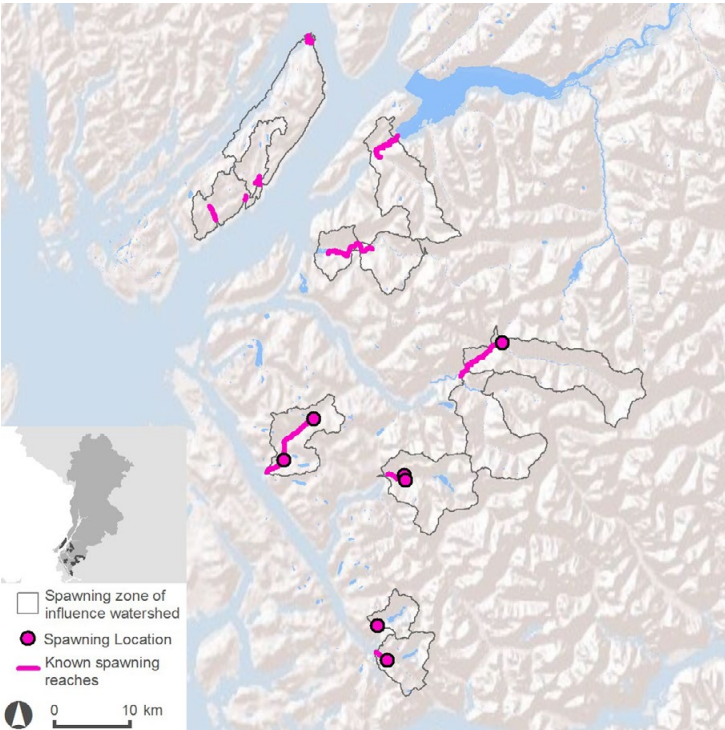 Spawning zone of
influence watershed
Spawning Location
Known spawning
reaches
0 10 km